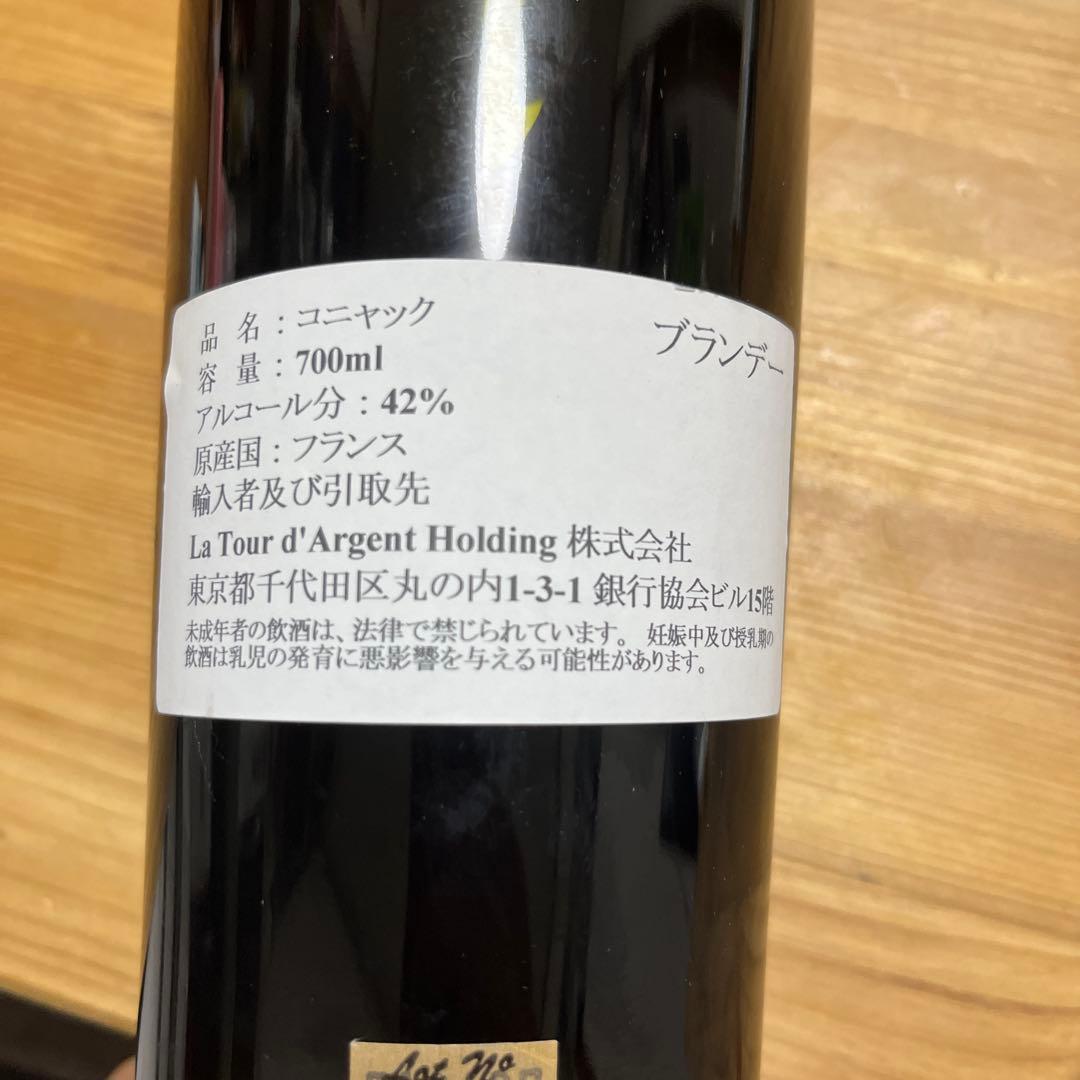 品 名：コニャック
ブランデー
容 量：700ml
アルコール分：42%
原産国：フランス
輸入者及び引取先
La Tour d'Argent Holding 株式会社
東京都千代田区丸の内1-3-1 銀行協会ビル15階
未成年者の飲酒は、法律で禁じられています。 妊娠中及び授乳期の
飲酒は乳児の発育に悪影響を与える可能性があります。
Lot No